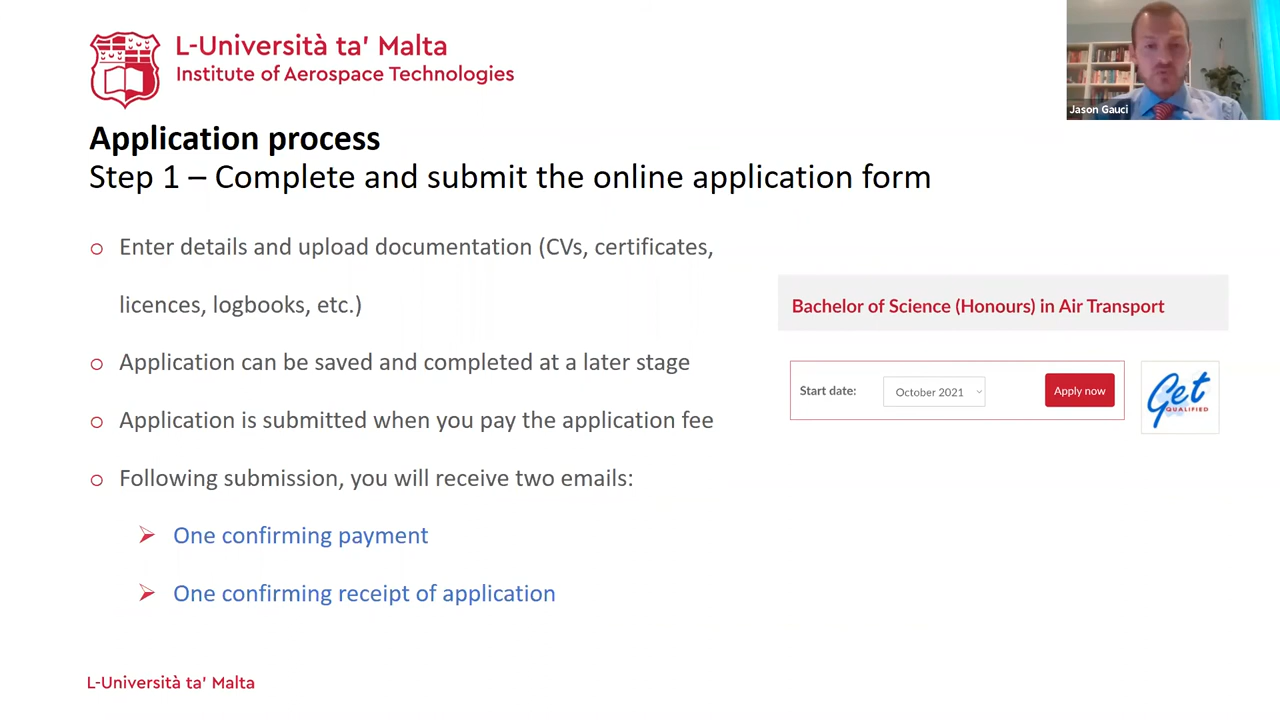 L-Università ta' Malta
Institute of Aerospace Technologies
Jason Gauci
Application process
Step 1 – Complete and submit the online application form
o Enter details and upload documentation (CVs, certificates,
licences, logbooks, etc.)
o Application can be saved and completed at a later stage
o Application is submitted when you pay the application fee
o Following submission, you will receive two emails:
➢ One confirming payment
➢ One confirming receipt of application
Bachelor of Science (Honours) in Air Transport
Start date: October 2021 Apply now
Get
QUALIFIED
L-Università ta' Malta